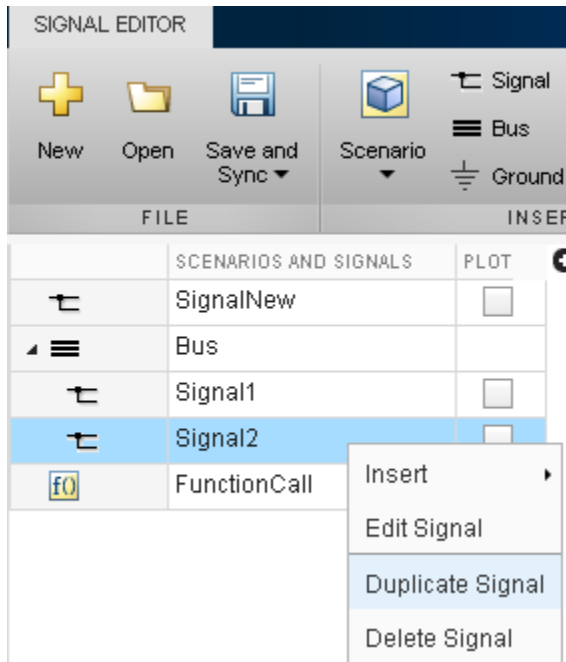 SIGNAL EDITOR
New
Open
Save and
Sync
Scenario
Signal
Bus
Ground
FILE
SCENARIOS AND SIGNALS
PLOT
SignalNew
Bus
Signal1
Signal2
f()
FunctionCall
Insert
Edit Signal
Duplicate Signal
Delete Signal